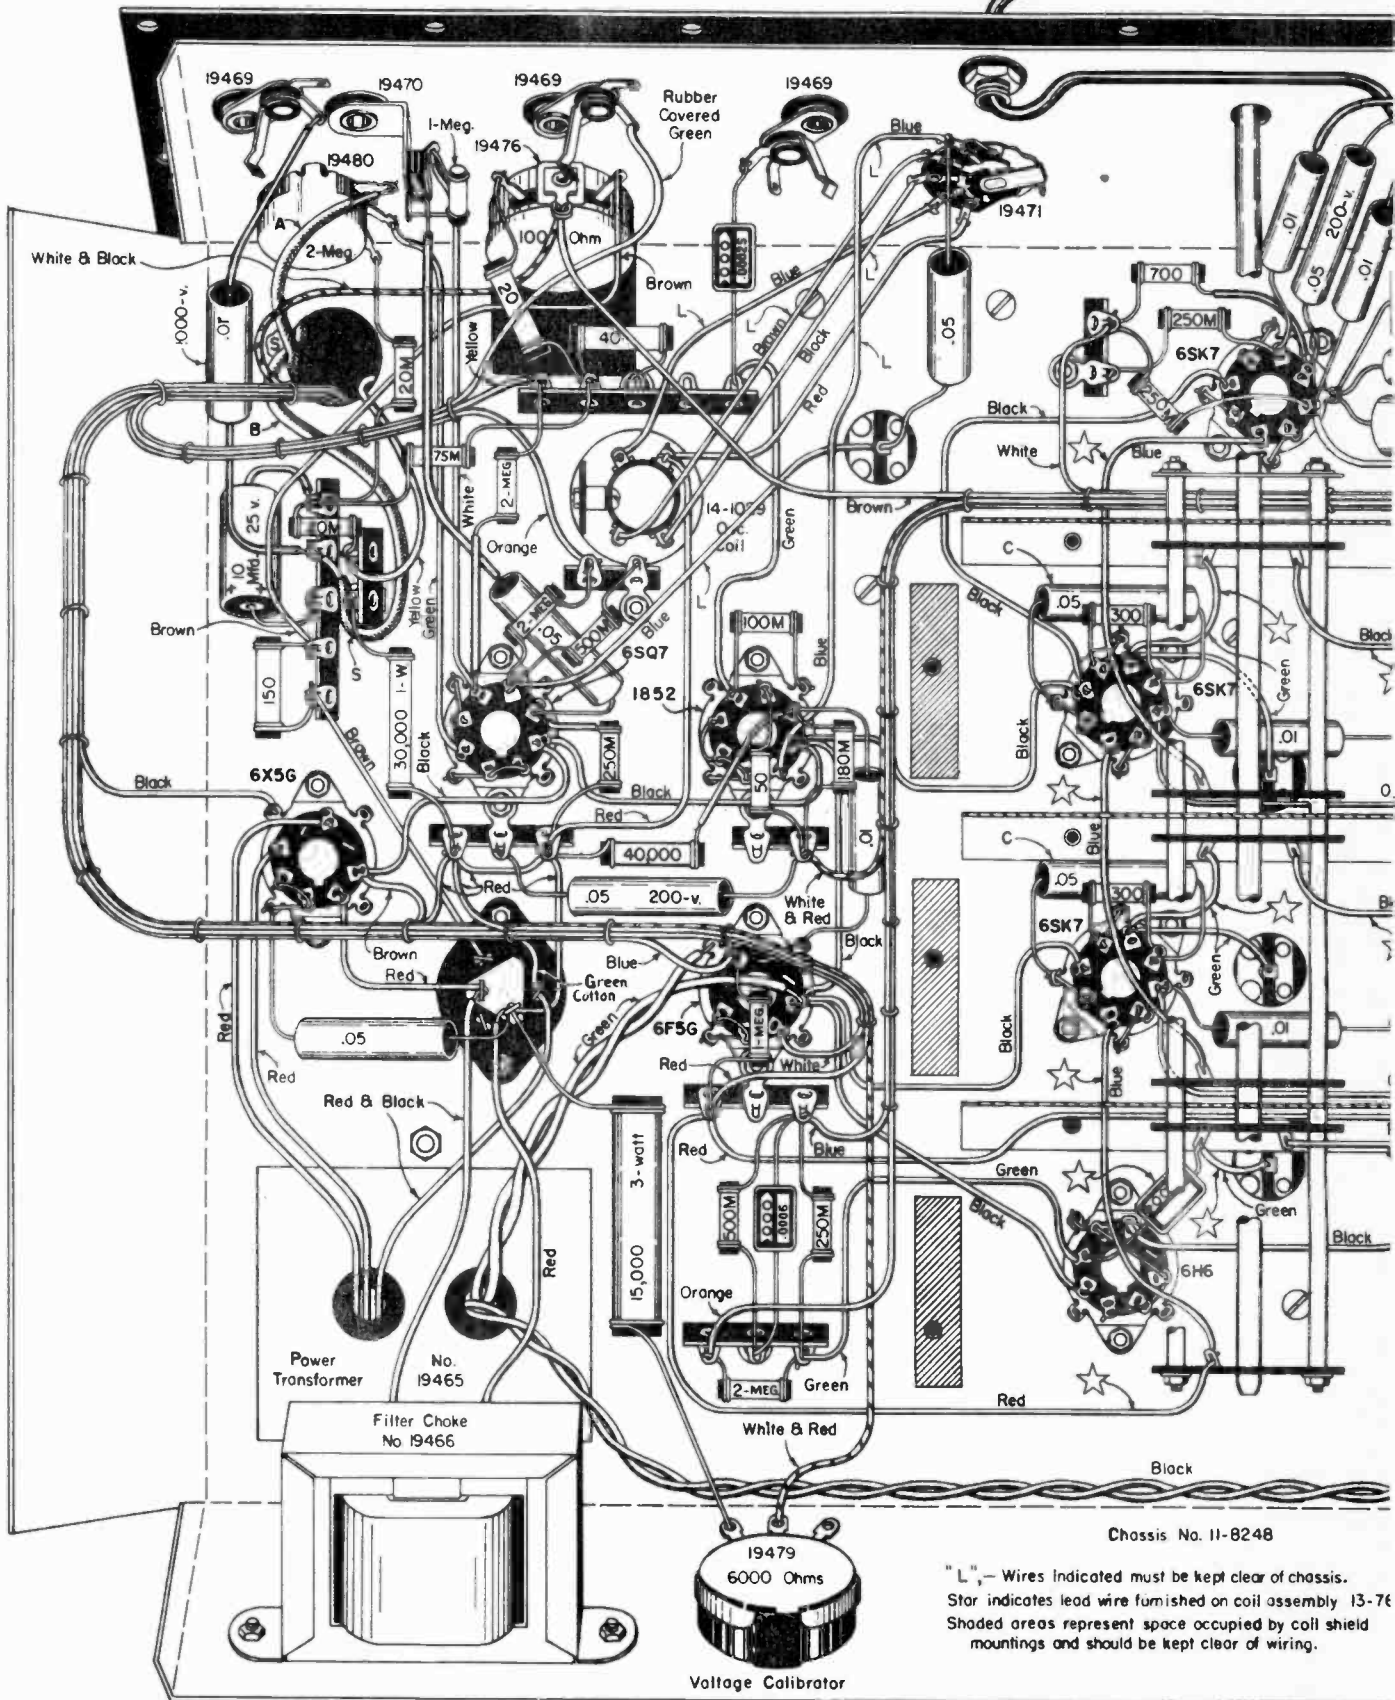 19469
19470
19469
19469
Rubber
Covered
Green
1-Meg.
19476
19480
Blue
L
19471
A
2-Meg.
100 Ohm
White & Black
Brown
.00025
Blue
L
.01
200-v.
.05
.01
1000-v.
.01
S
20
40
Yellow
L
L
Brown
Black
L
.05
700
250M
6SK7
20M
Red
Black
250M
B
75M
White
2-MEG
White
Blue
25 v.
10
Mfd.
+
+
Orange
14-1029
Osc.
Coil
Green
Brown
C
L
Yellow
Green
Brown
2-MEG
.05
500M
Blue
100M
Blue
Black
.05
300
Green
Black
S
150
30,000 1-W
6SQ7
1852
6SK7
Brown
Black
250M
50
180M
Black
.01
6X5G
Black
Black
Red
C
Blue
40,000
.01
.05
300
Red
.05 200-v.
White
& Red
6SK7
Brown
Black
Red
Blue
Green
Cotton
Green
Green
.05
6F5G
1-MEG.
Black
.01
Red
Red
Red
White
Blue
Red & Black
Red
Blue
15,000 3-watt
Green
500M
.0006
250M
Black
Green
Black
Red
6H6
Orange
Power
Transformer
No.
19465
2-MEG
Green
Red
Filter Choke
No 19466
White & Red
Black
19479
6000 Ohms
Voltage Calibrator
Chassis No. 11-8248
"L",— Wires Indicated must be kept clear of chassis.
Star indicates lead wire furnished on coil assembly 13-76
Shaded areas represent space occupied by coil shield
mountings and should be kept clear of wiring.